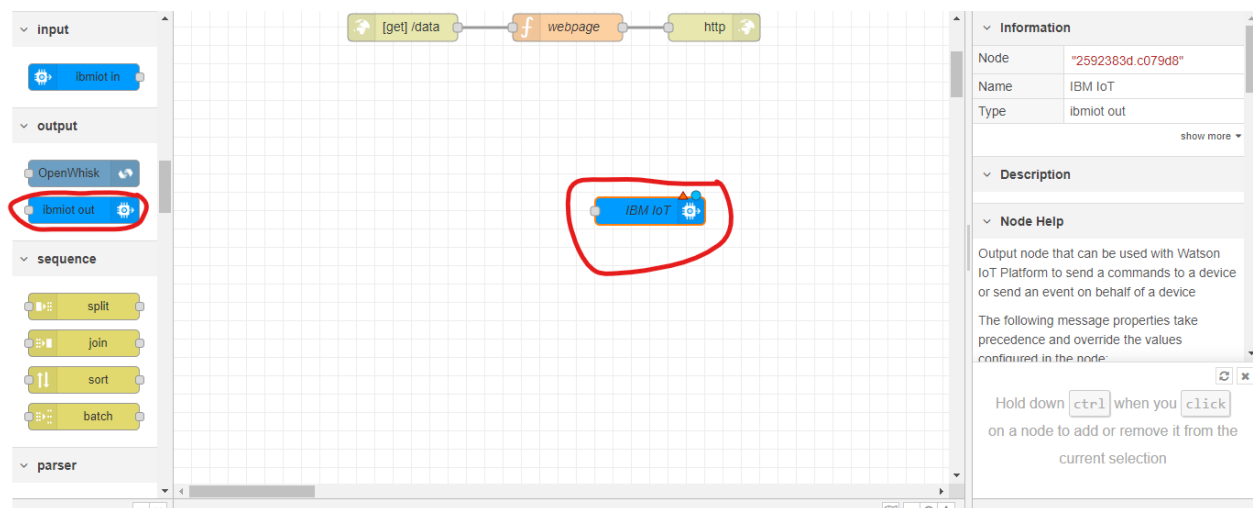 input
ibmiot in
output
OpenWhisk
ibmiot out
sequence
split
join
sort
batch
parser
[get] /data
webpage
http
IBM IoT
Information
Node "2592383d.c079d8"
Name IBM IoT
Type ibmiot out
show more
Description
Node Help
Output node that can be used with Watson
IoT Platform to send a commands to a device
or send an event on behalf of a device
The following message properties take
precedence and override the values
configured in the node:
Hold down ctrl when you click
on a node to add or remove it from the
current selection